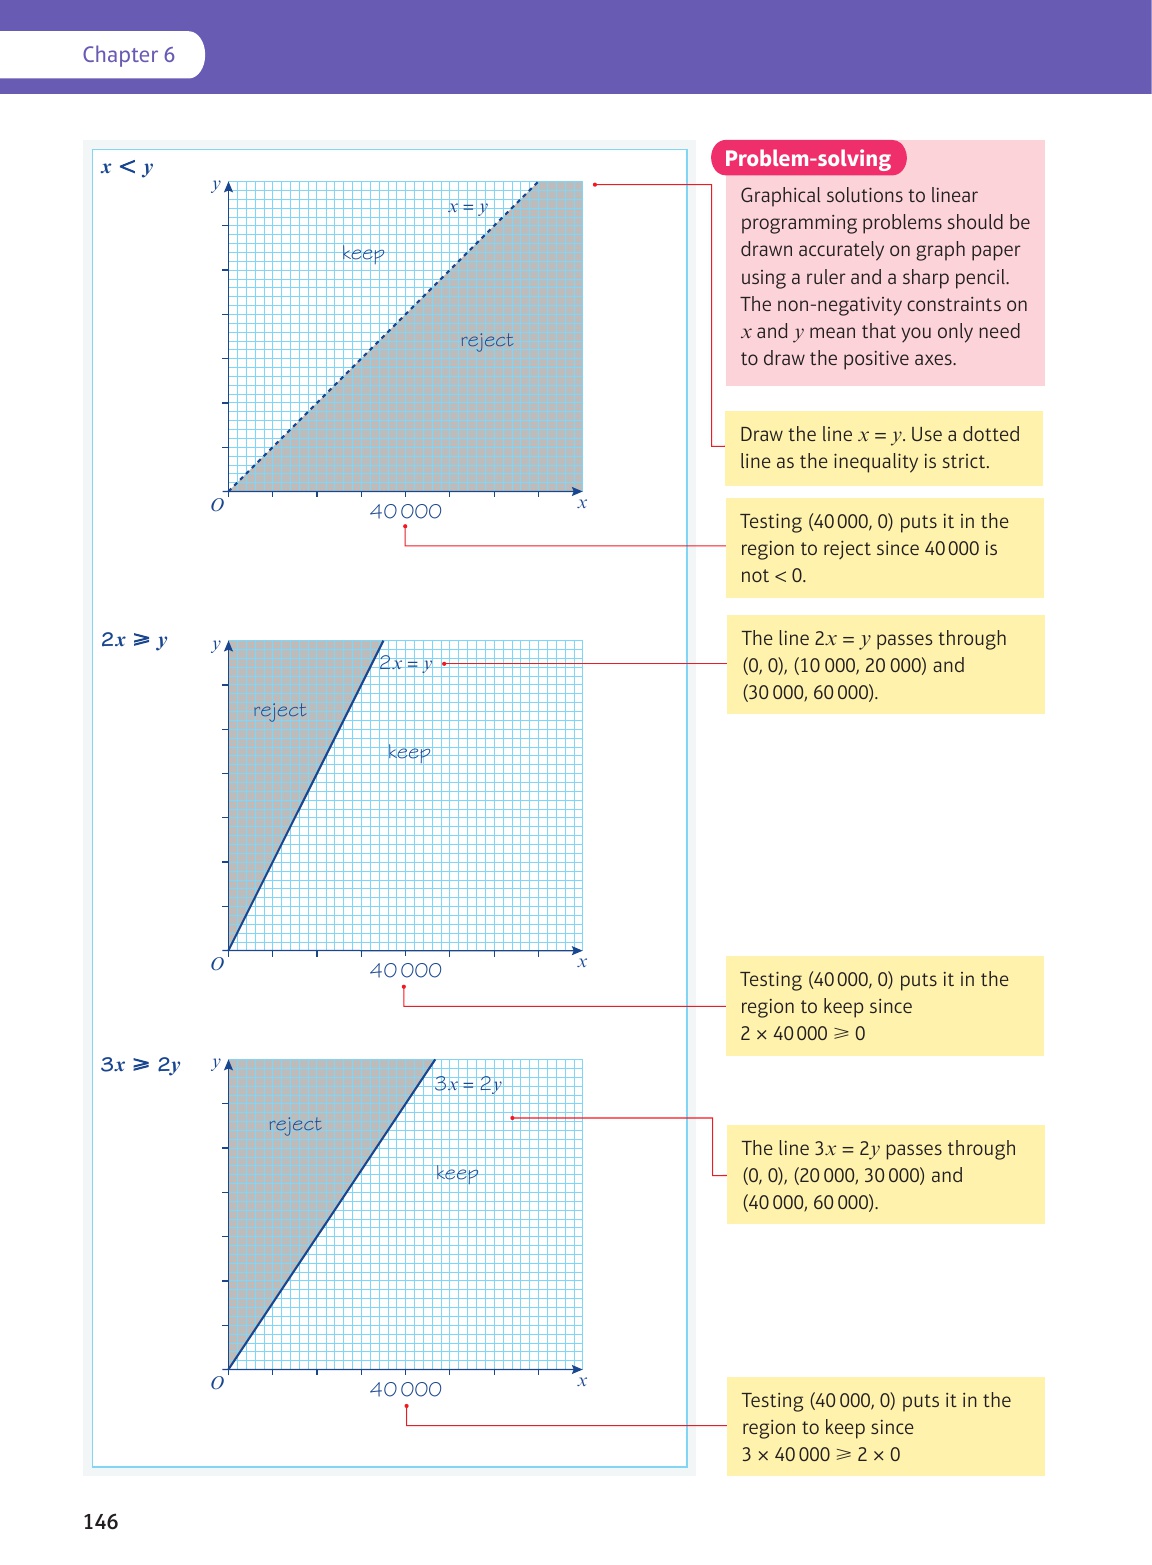 Chapter 6
x < y
y
x = y
keep
reject
O
40 000
x
Problem-solving
Graphical solutions to linear
programming problems should be
drawn accurately on graph paper
using a ruler and a sharp pencil.
The non-negativity constraints on
x and y mean that you only need
to draw the positive axes.
Draw the line x = y. Use a dotted
line as the inequality is strict.
Testing (40 000, 0) puts it in the
region to reject since 40 000 is
not < 0.
2x ⩾ y
y
2x = y
reject
keep
O
40 000
x
The line 2x = y passes through
(0, 0), (10 000, 20 000) and
(30 000, 60 000).
Testing (40 000, 0) puts it in the
region to keep since
2 × 40 000 ⩾ 0
3x ⩾ 2y
y
3x = 2y
reject
keep
O
40 000
x
The line 3x = 2y passes through
(0, 0), (20 000, 30 000) and
(40 000, 60 000).
Testing (40 000, 0) puts it in the
region to keep since
3 × 40 000 ⩾ 2 × 0
146